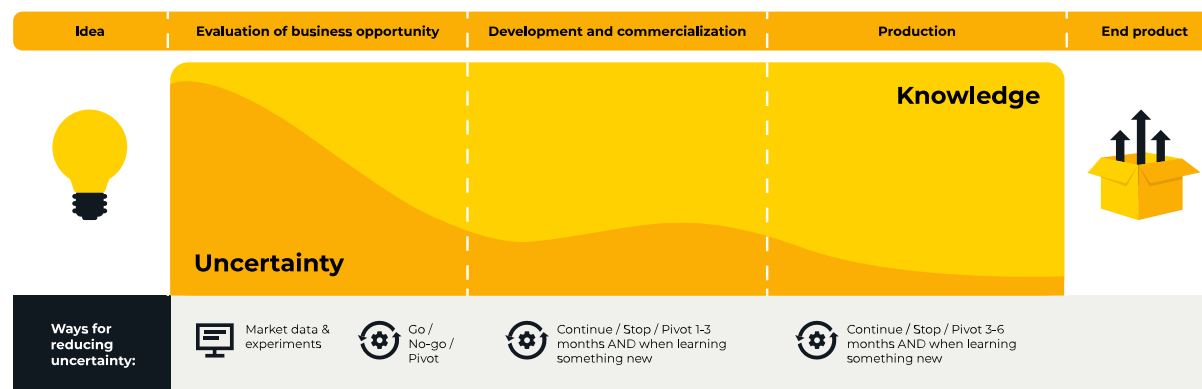 Idea
Evaluation of business opportunity
Development and commercialization
Production
End product
Knowledge
Uncertainty
Ways for
reducing
uncertainty:
Market data &
experiments
Go /
No-go /
Pivot
Continue / Stop / Pivot 1-3
months AND when learning
something new
Continue / Stop / Pivot 3-6
months AND when learning
something new